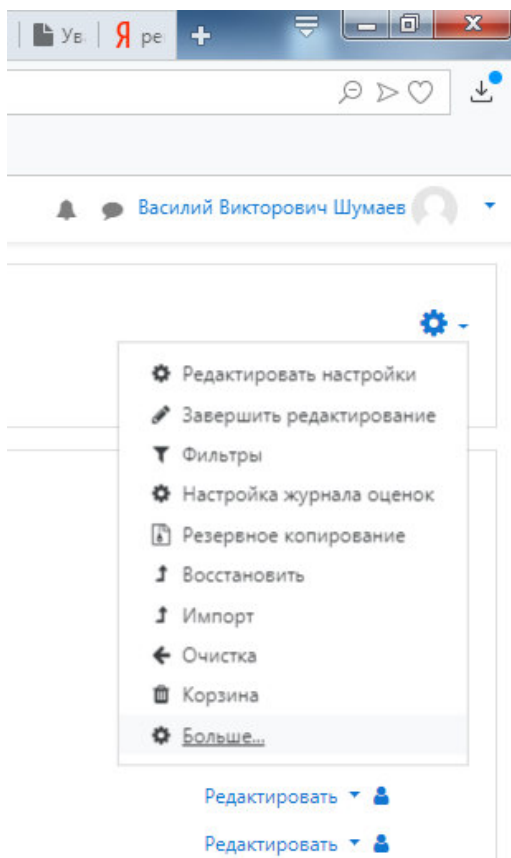 Ув
Я ре
Василий Викторович Шумаев
Редактировать настройки
Завершить редактирование
Фильтры
Настройка журнала оценок
Резервное копирование
Восстановить
Импорт
Очистка
Корзина
Больше...
Редактировать
Редактировать